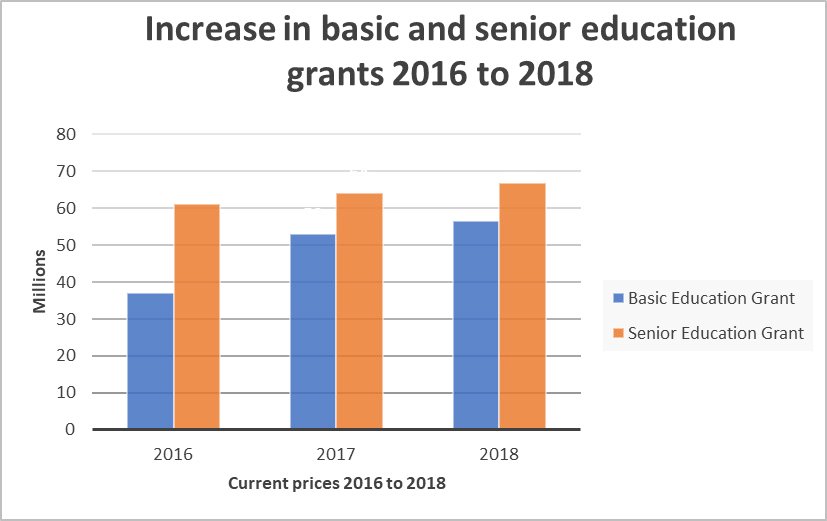 Increase in basic and senior education
grants 2016 to 2018
80
70
60
50
40
30
20
10
0
Millions
2016
2017
2018
Current prices 2016 to 2018
Basic Education Grant
Senior Education Grant